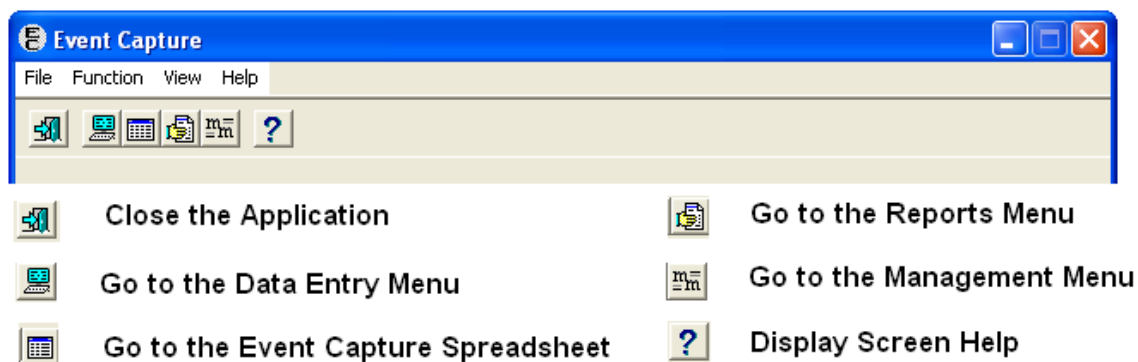 Event Capture
File Function View Help
Close the Application
Go to the Data Entry Menu
Go to the Event Capture Spreadsheet
Go to the Reports Menu
Go to the Management Menu
Display Screen Help